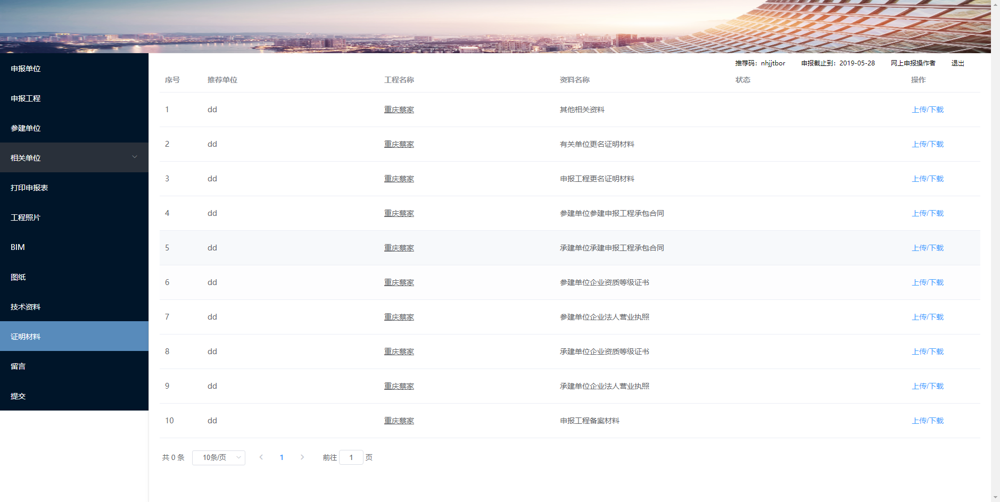 推荐码：nhjjtbor 申报截止到：2019-05-28 网上申报操作者 退出
申报单位
申报工程
参建单位
相关单位
打印申报表
工程照片
BIM
图纸
技术资料
证明材料
留言
提交
序号 推荐单位 工程名称 资料名称 状态 操作
1 dd 重庆蔡家 其他相关资料 上传/下载
2 dd 重庆蔡家 有关单位更名证明材料 上传/下载
3 dd 重庆蔡家 申报工程更名证明材料 上传/下载
4 dd 重庆蔡家 参建单位参建申报工程承包合同 上传/下载
5 dd 重庆蔡家 承建单位承建申报工程承包合同 上传/下载
6 dd 重庆蔡家 参建单位企业资质等级证书 上传/下载
7 dd 重庆蔡家 参建单位企业法人营业执照 上传/下载
8 dd 重庆蔡家 承建单位企业资质等级证书 上传/下载
9 dd 重庆蔡家 承建单位企业法人营业执照 上传/下载
10 dd 重庆蔡家 申报工程备案材料 上传/下载
共 0 条 10条/页 1 前往 1 页